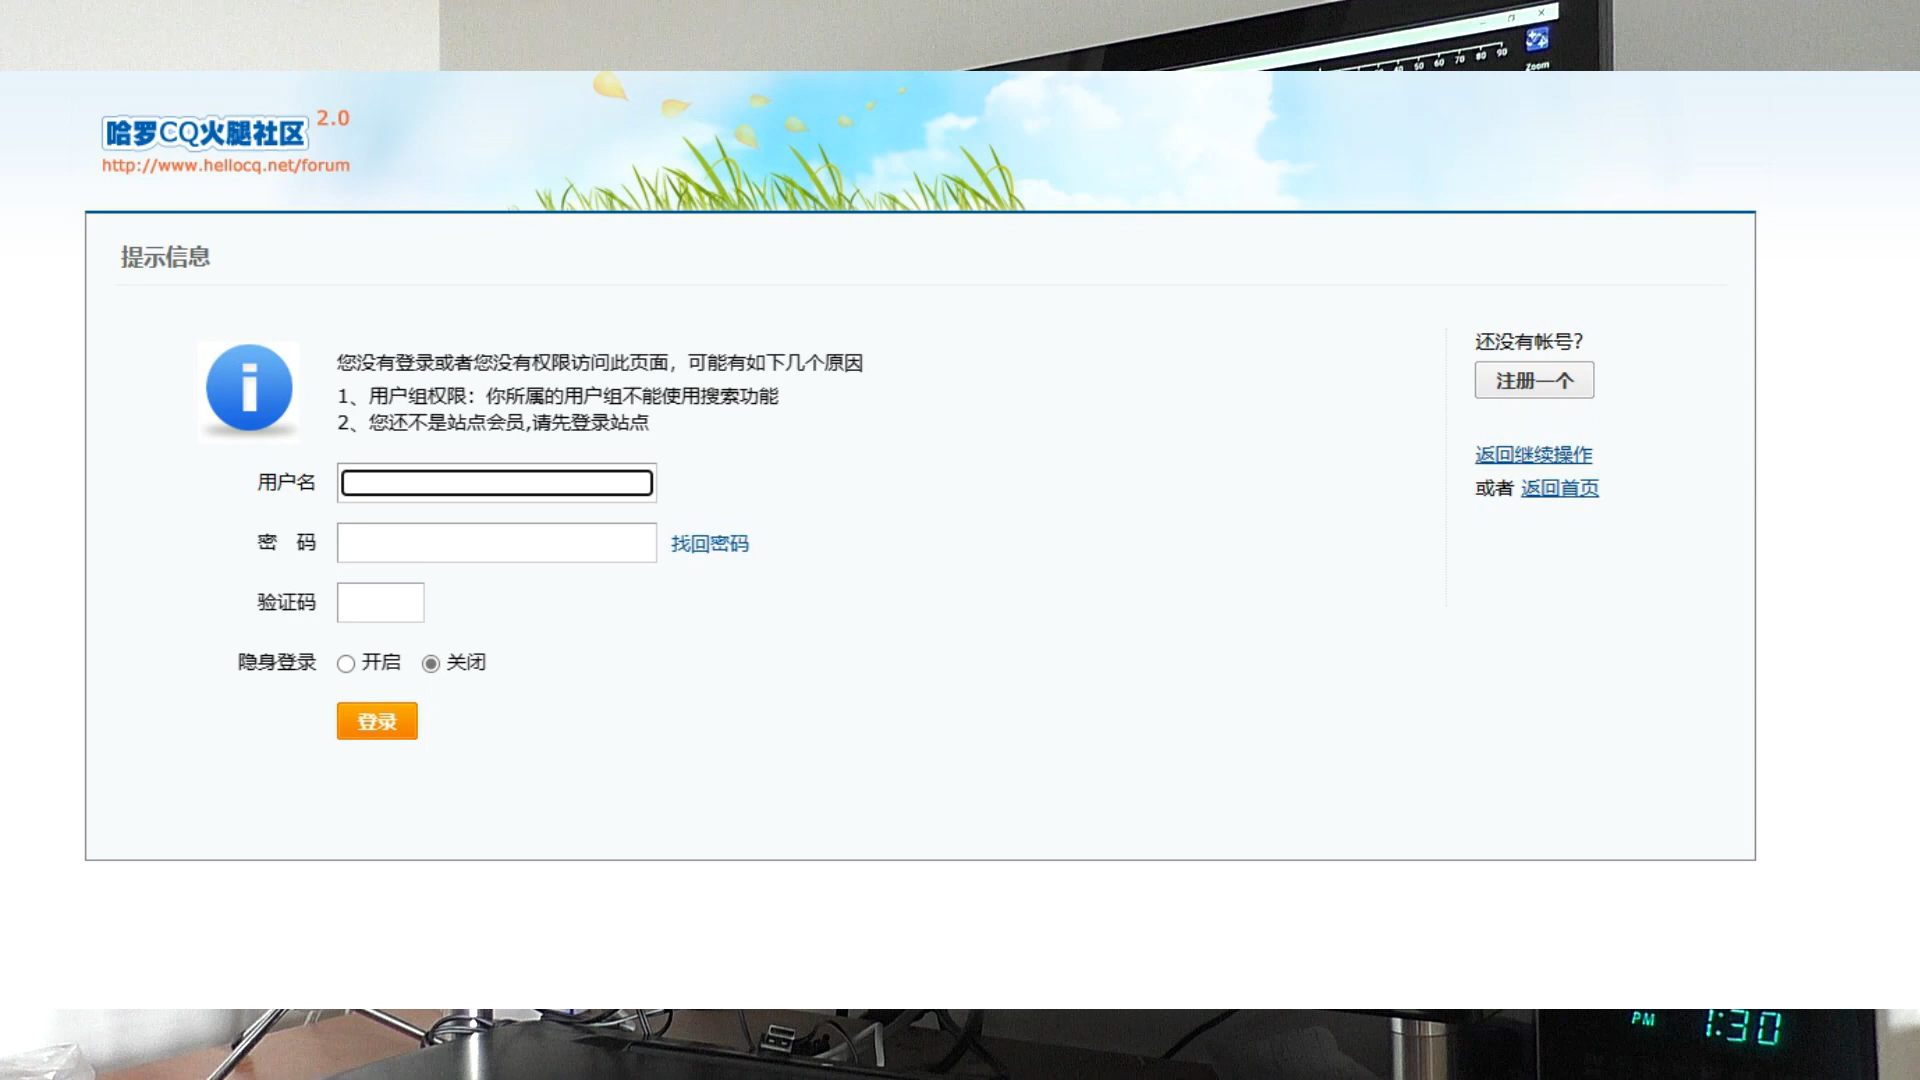 40 50 60 70 80 90
Zoom
哈罗CQ火腿社区 2.0
http://www.hellocq.net/forum
提示信息
您没有登录或者您没有权限访问此页面，可能有如下几个原因
1、用户组权限：你所属的用户组不能使用搜索功能
2、您还不是站点会员,请先登录站点
用户名
密 码
找回密码
验证码
隐身登录
开启
关闭
登录
还没有帐号?
注册一个
返回继续操作
或者 返回首页
PM 1:30